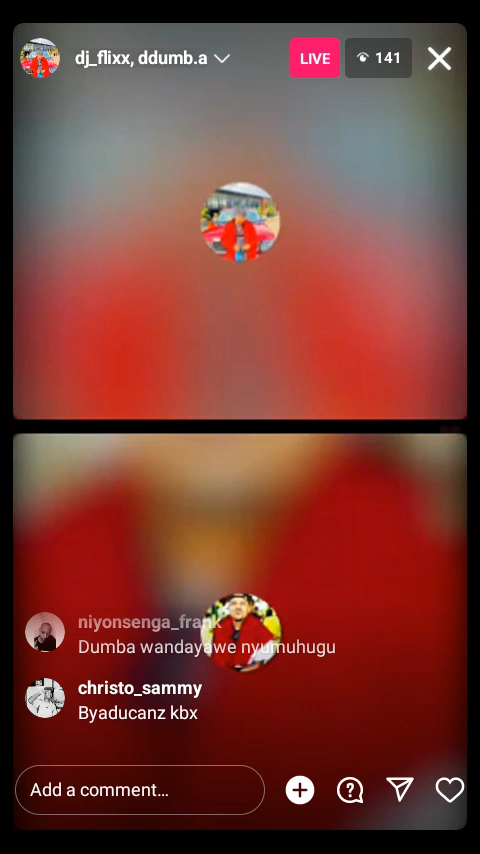 dj_flixx, ddumb.a
LIVE
141
niyonsenga_frank
Dumba wandayawe nyumuhugu
christo_sammy
Byaducanz kbx
Add a comment...